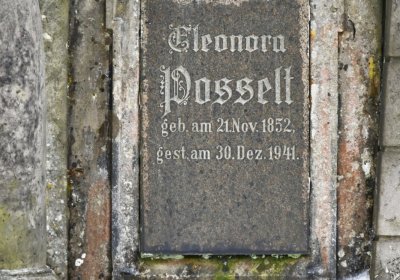 Eleonora
Posselt
geb. am 21. Nov. 1852.
gest. am 30. Dez. 1941.